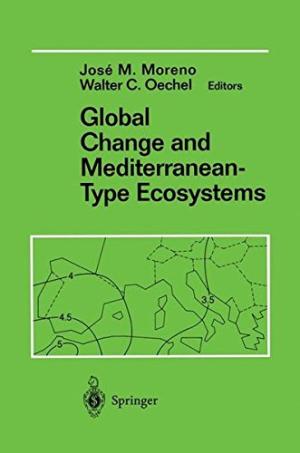 José M. Moreno
Walter C. Oechel Editors
Global
Change and
Mediterranean-
Type Ecosystems
4
3.5
4.5
5
Springer